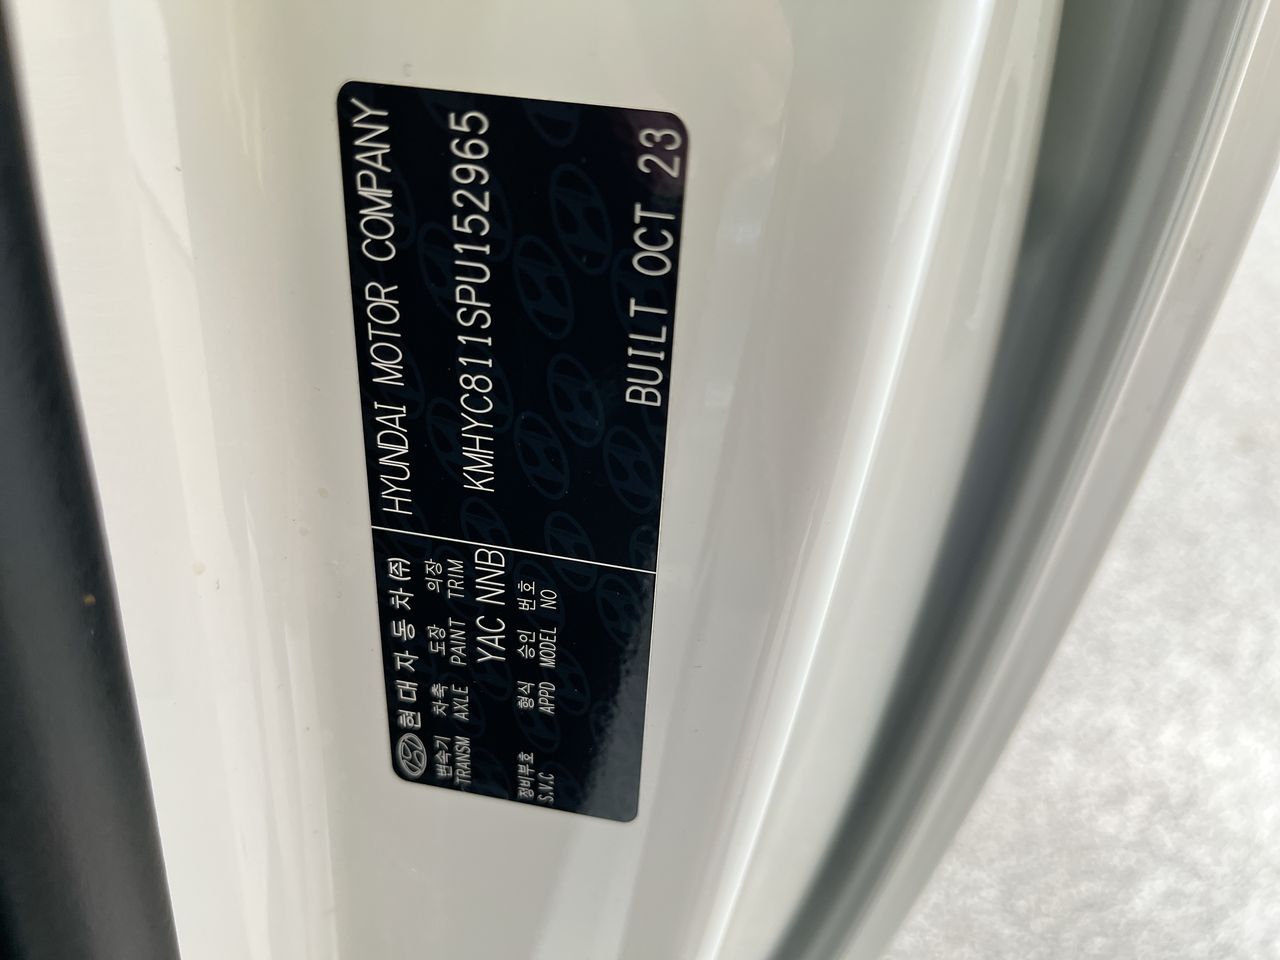 현대자동차(주) HYUNDAI MOTOR COMPANY
변속기 차축 도장 의장
TRANSM AXLE PAINT TRIM
YAC NNB KMHYC811SPU152965
정비부호 형식 승인 번호
S.V.C APPD MODEL NO
BUILT OCT 23